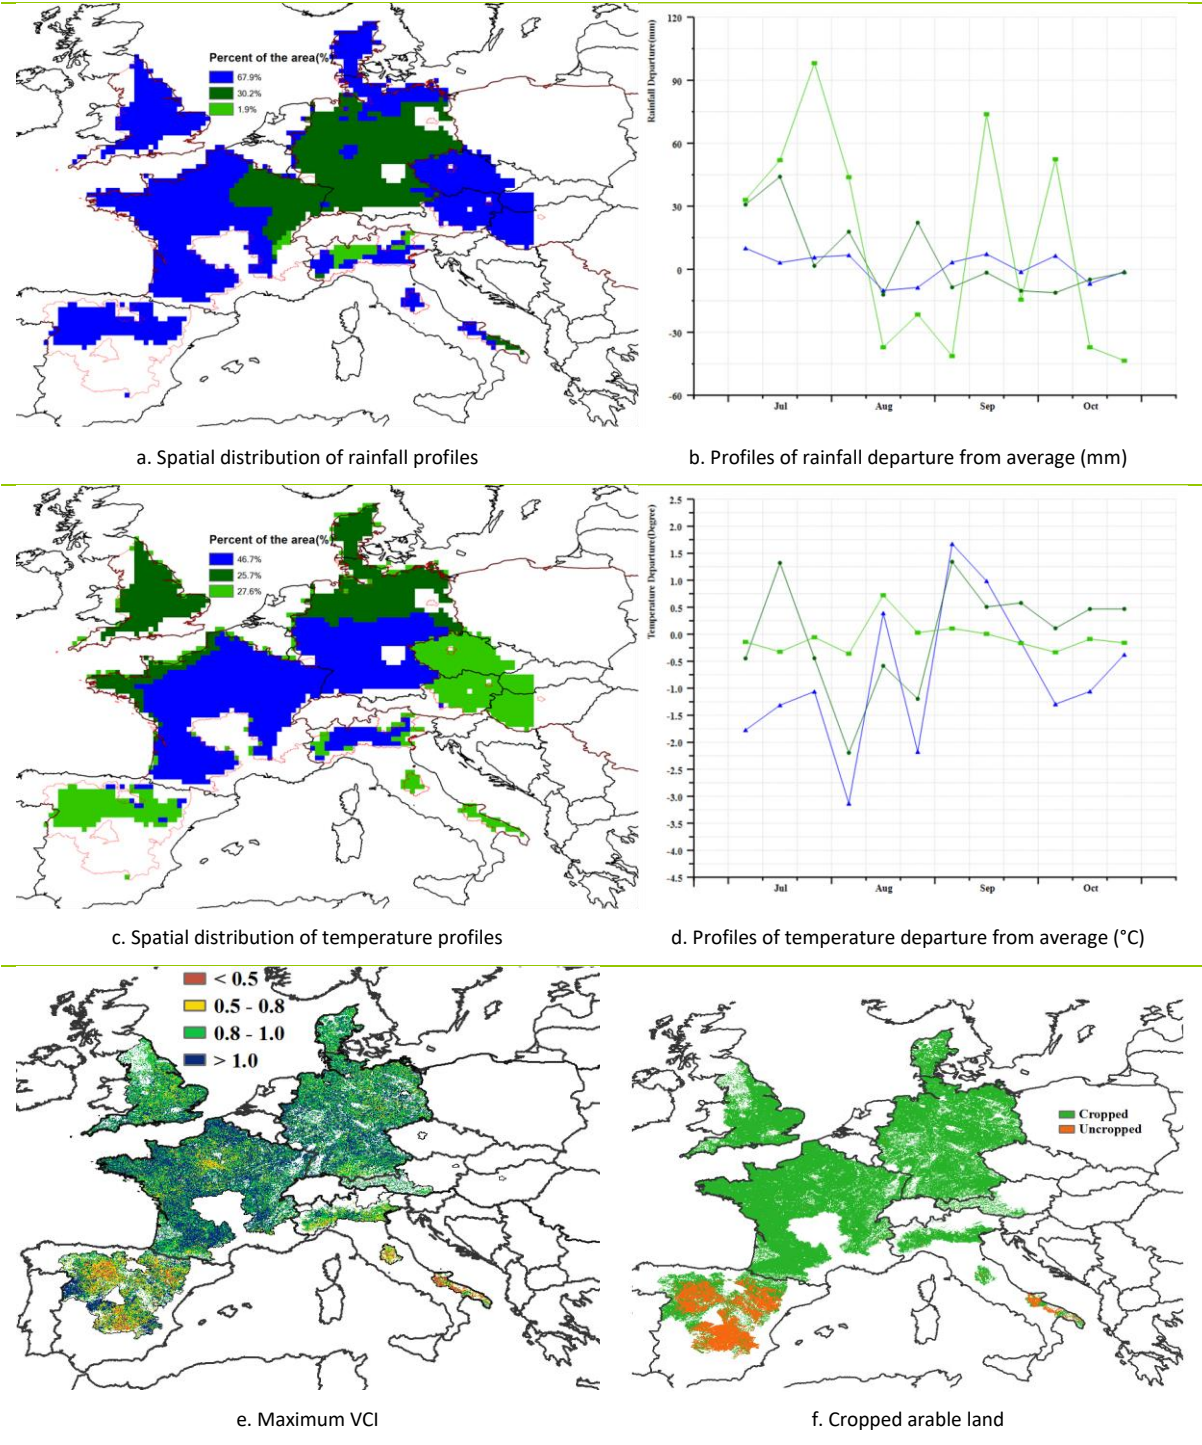 Percent of the area(%)
67.9%
30.2%
1.9%
Rainfall Departure(mm)
120
90
60
30
0
-30
-60
Jul
Aug
Sep
Oct
a. Spatial distribution of rainfall profiles
b. Profiles of rainfall departure from average (mm)
Percent of the area(%)
46.7%
25.7%
27.6%
Temperature Departure(Degree)
2.5
2.0
1.5
1.0
0.5
0.0
-0.5
-1.0
-1.5
-2.0
-2.5
-3.0
-3.5
-4.0
-4.5
Jul
Aug
Sep
Oct
c. Spatial distribution of temperature profiles
d. Profiles of temperature departure from average (°C)
< 0.5
0.5 - 0.8
0.8 - 1.0
> 1.0
Cropped
Uncropped
e. Maximum VCI
f. Cropped arable land